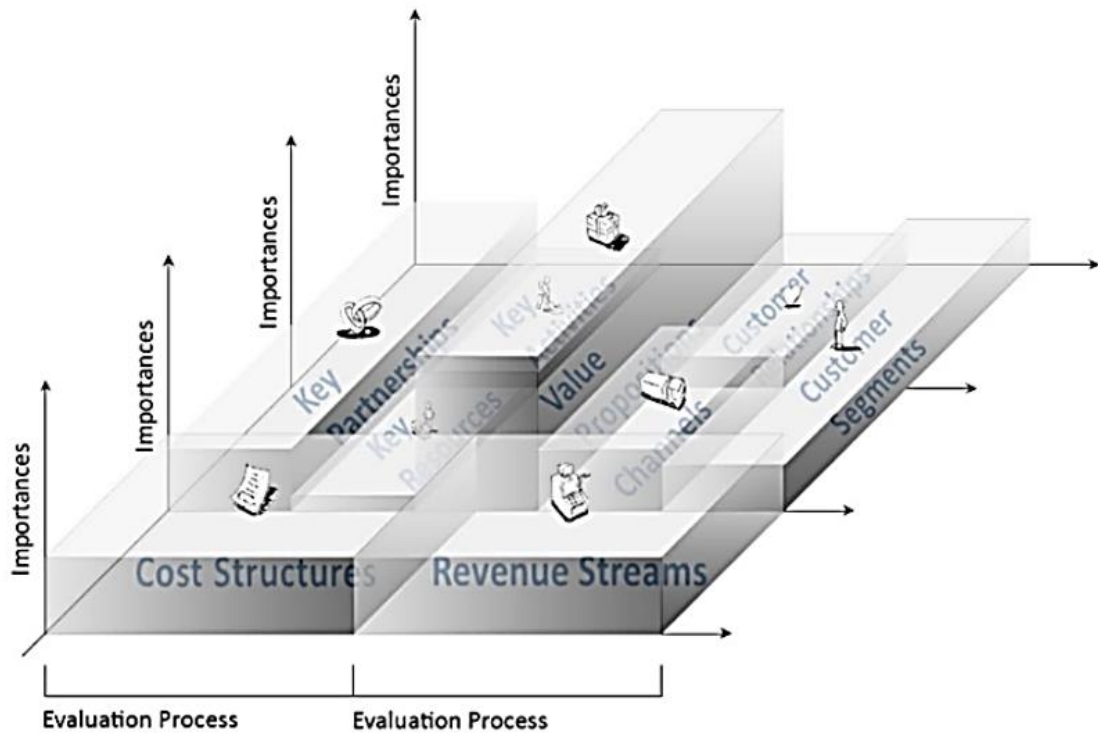 Importances
Importances
Importances
Importances
Key
Partnerships
Key
Activities
Key
Resources
Value
Propositions
Customer
Relationships
Channels
Customer
Segments
Cost Structures
Revenue Streams
Evaluation Process
Evaluation Process